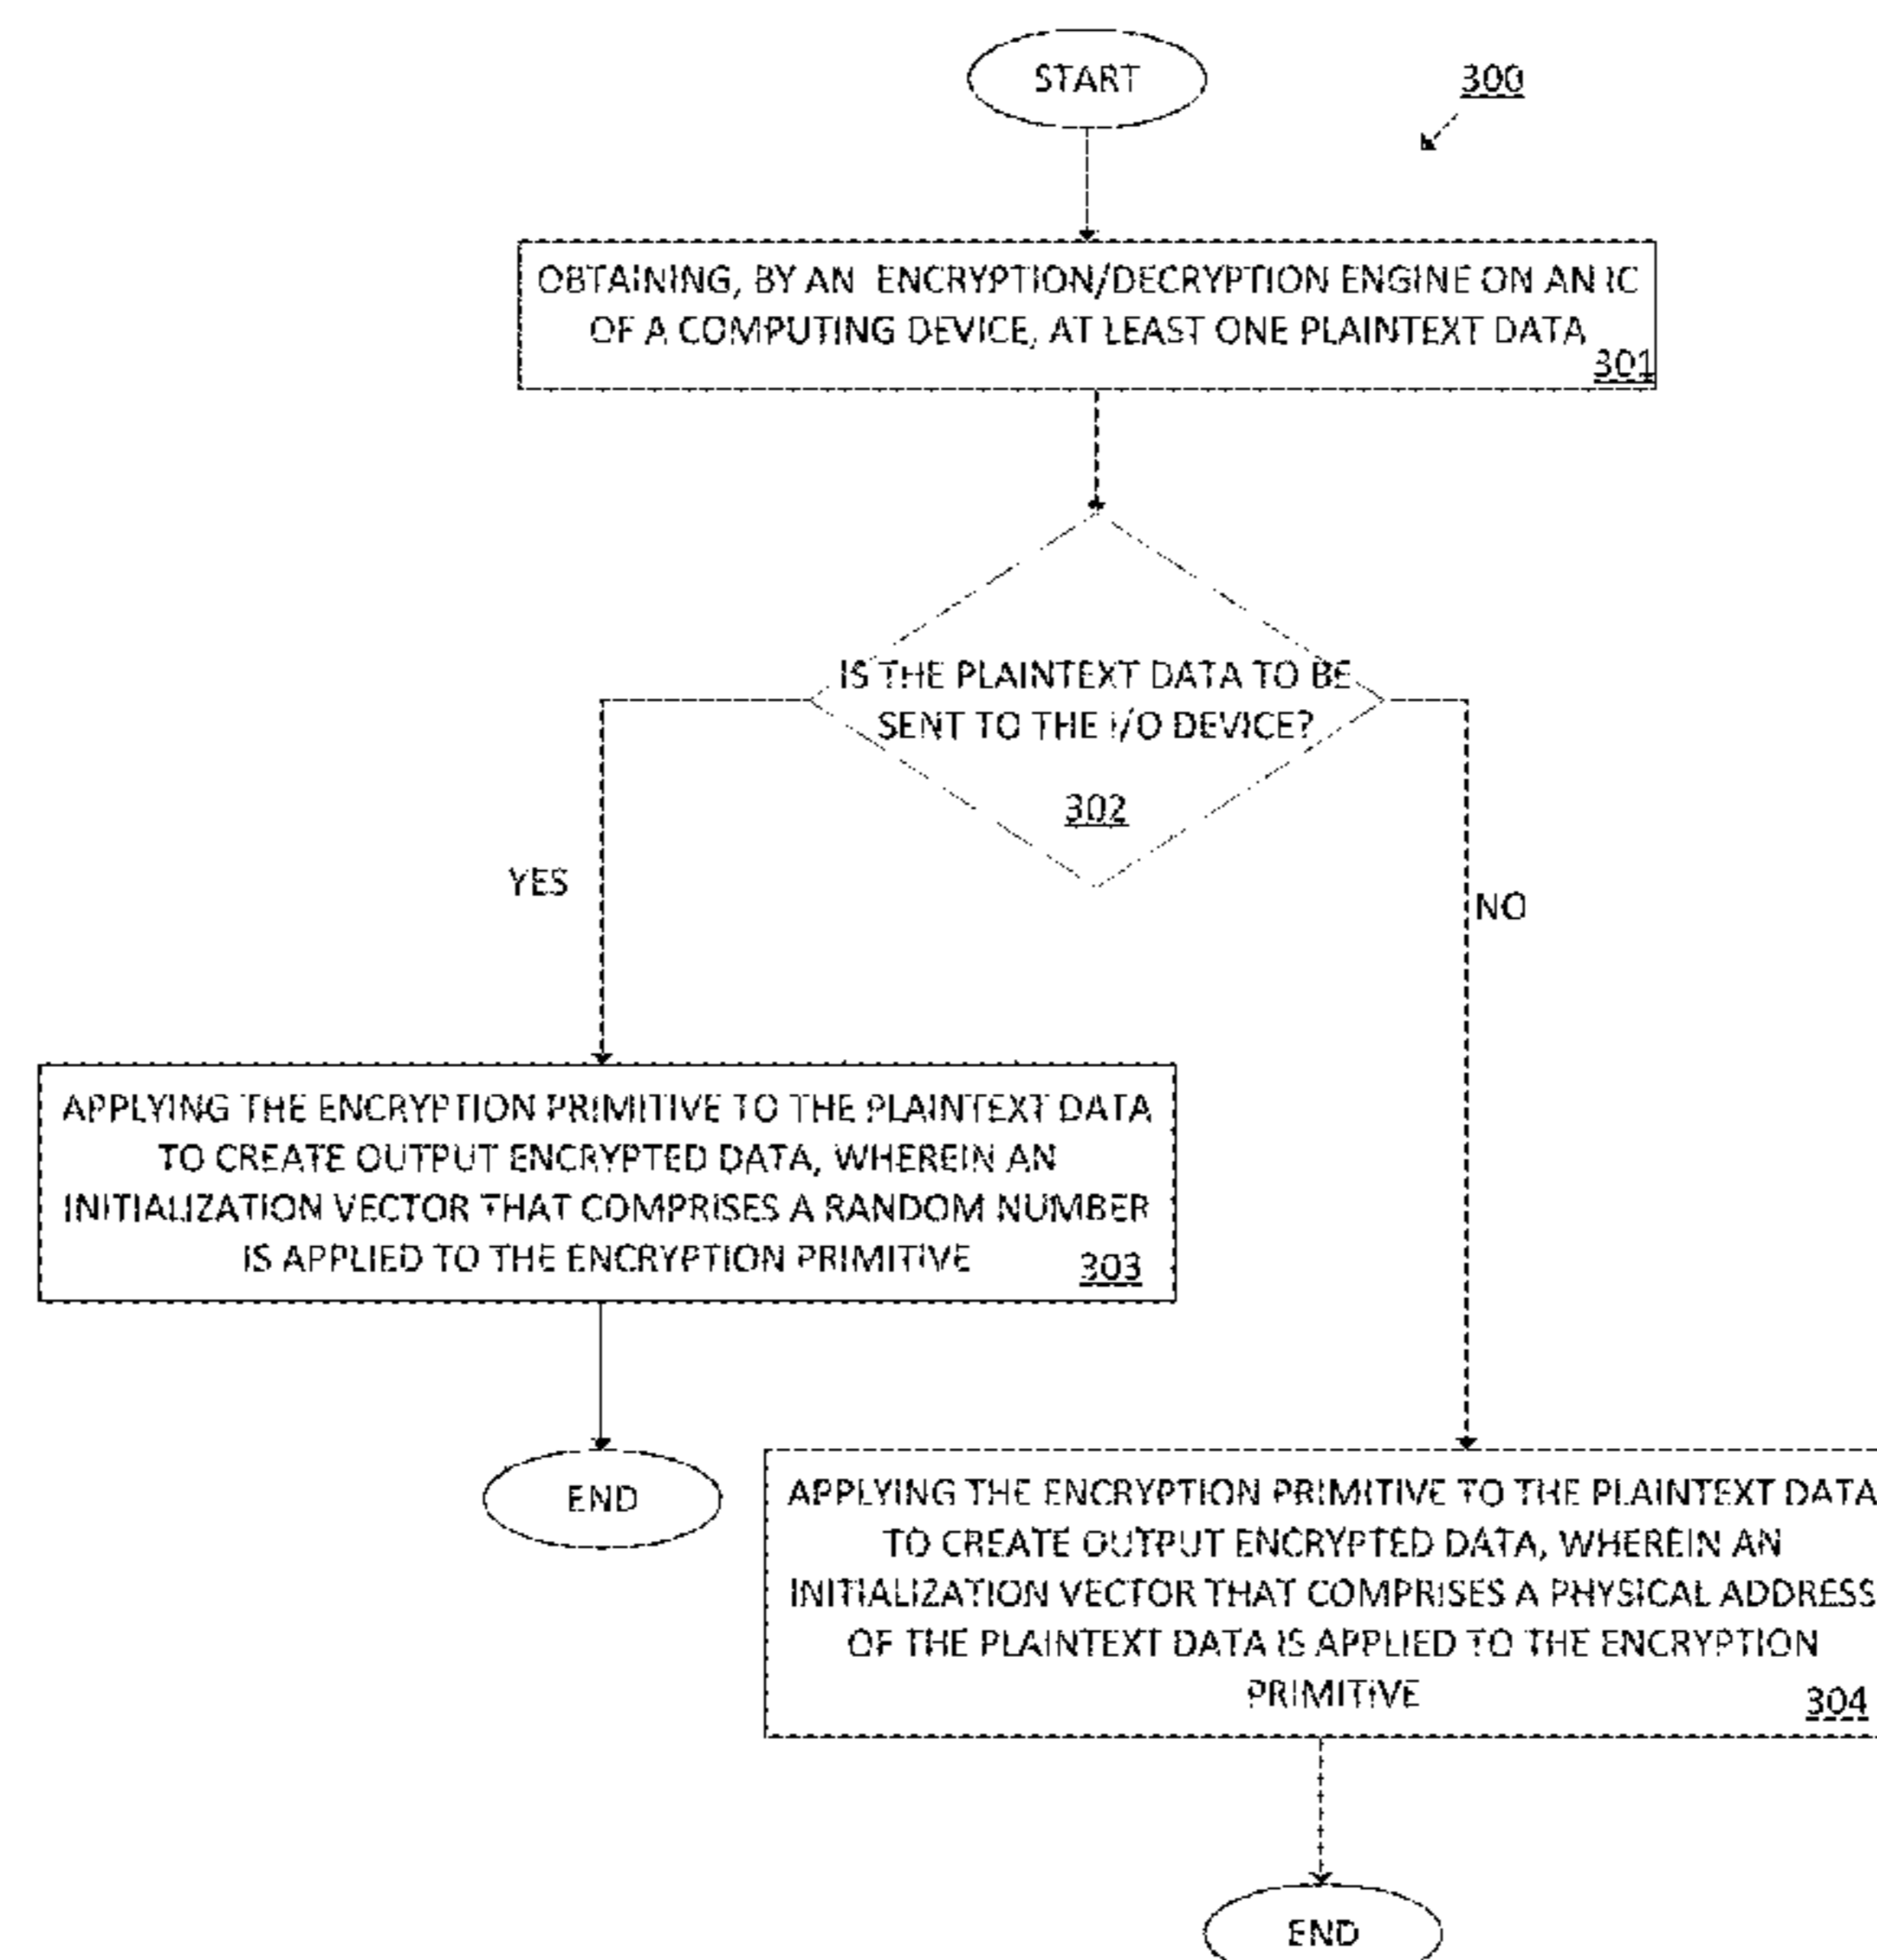 START
300
OBTAINING, BY AN ENCRYPTION/DECRYPTION ENGINE ON AN IC
OF A COMPUTING DEVICE, AT LEAST ONE PLAINTEXT DATA
301
IS THE PLAINTEXT DATA TO BE
SENT TO THE I/O DEVICE?
302
YES
NO
APPLYING THE ENCRYPTION PRIMITIVE TO THE PLAINTEXT DATA
TO CREATE OUTPUT ENCRYPTED DATA, WHEREIN AN
INITIALIZATION VECTOR THAT COMPRISES A RANDOM NUMBER
IS APPLIED TO THE ENCRYPTION PRIMITIVE
303
END
APPLYING THE ENCRYPTION PRIMITIVE TO THE PLAINTEXT DATA
TO CREATE OUTPUT ENCRYPTED DATA, WHEREIN AN
INITIALIZATION VECTOR THAT COMPRISES A PHYSICAL ADDRESS
OF THE PLAINTEXT DATA IS APPLIED TO THE ENCRYPTION
PRIMITIVE
304
END